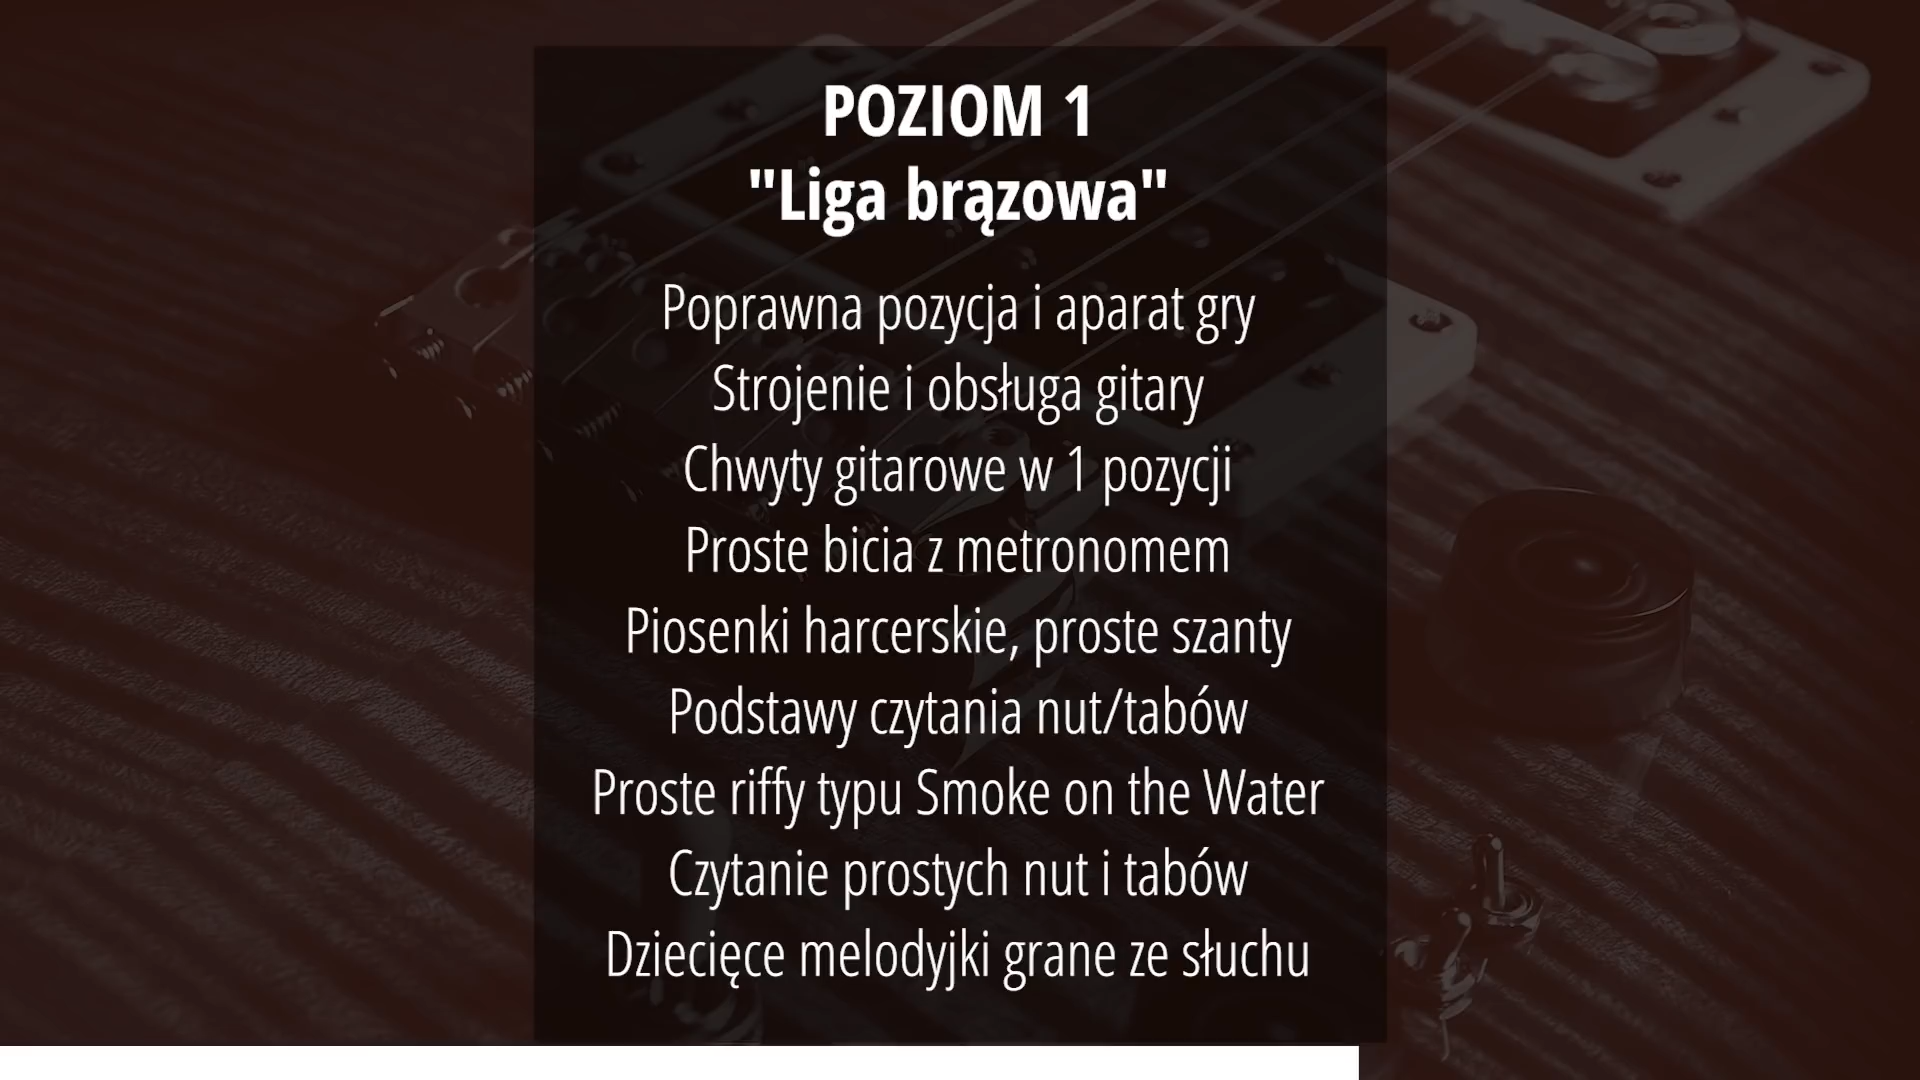 POZIOM 1
"Liga brązowa"
Poprawna pozycja i aparat gry
Strojenie i obsługa gitary
Chwyty gitarowe w 1 pozycji
Proste bicia z metronomem
Piosenki harcerskie, proste szanty
Podstawy czytania nut/tabów
Proste riffy typu Smoke on the Water
Czytanie prostych nut i tabów
Dziecięce melodyjki grane ze słuchu